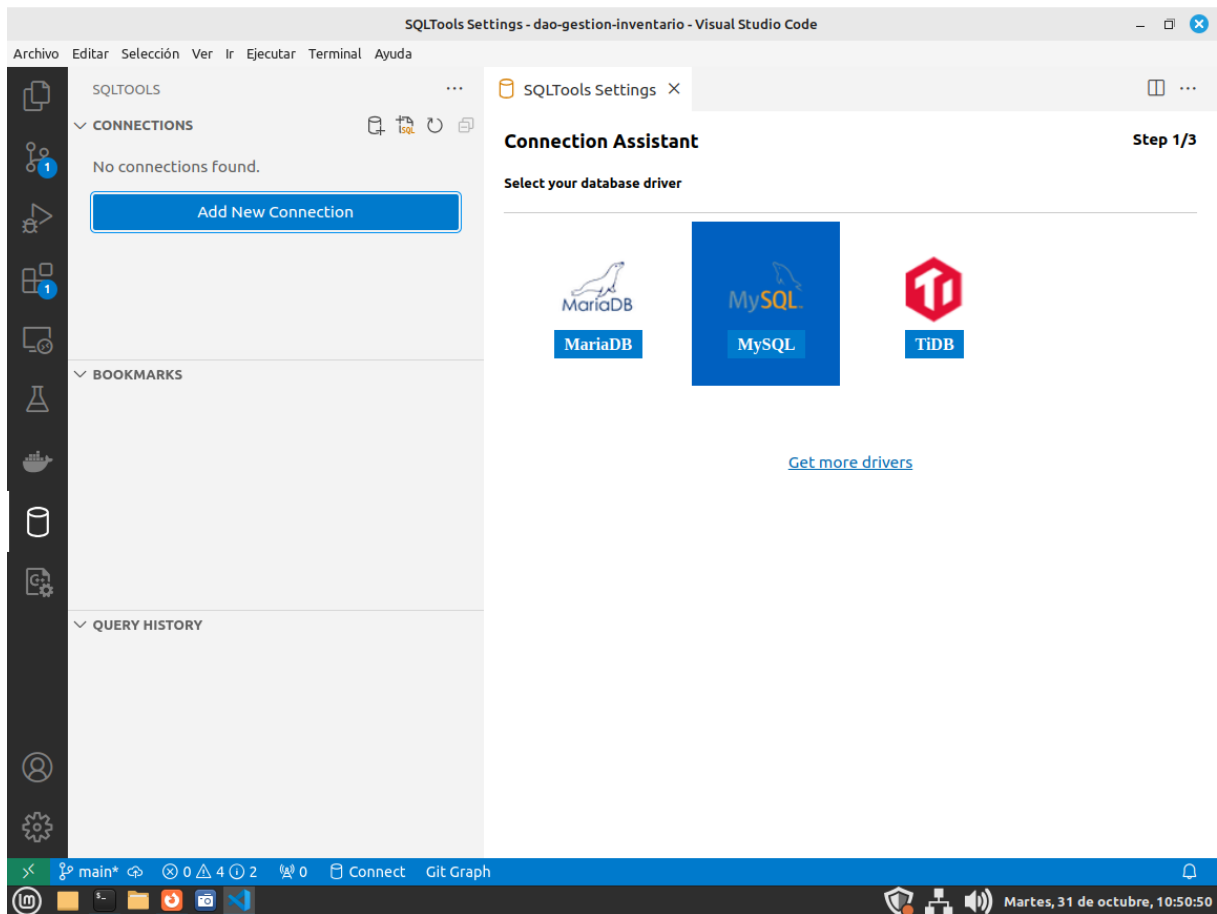 SQLTools Settings - dao-gestion-inventario - Visual Studio Code
Archivo Editar Selección Ver Ir Ejecutar Terminal Ayuda
SQLTOOLS
SQLTools Settings
CONNECTIONS
SQL
No connections found.
Add New Connection
Connection Assistant
Step 1/3
Select your database driver
MariaDB
MySQL
MariaDB
MySQL
TiDB
Get more drivers
BOOKMARKS
QUERY HISTORY
1
1
main* 0 4 2 0 Connect Git Graph
Martes, 31 de octubre, 10:50:50